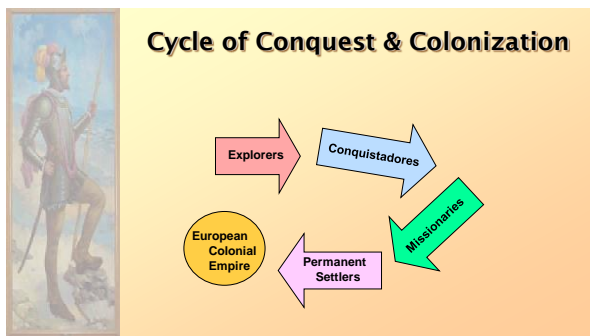 Cycle of Conquest & Colonization
Explorers
Conquistadores
Missionaries
Permanent
Settlers
European
Colonial
Empire